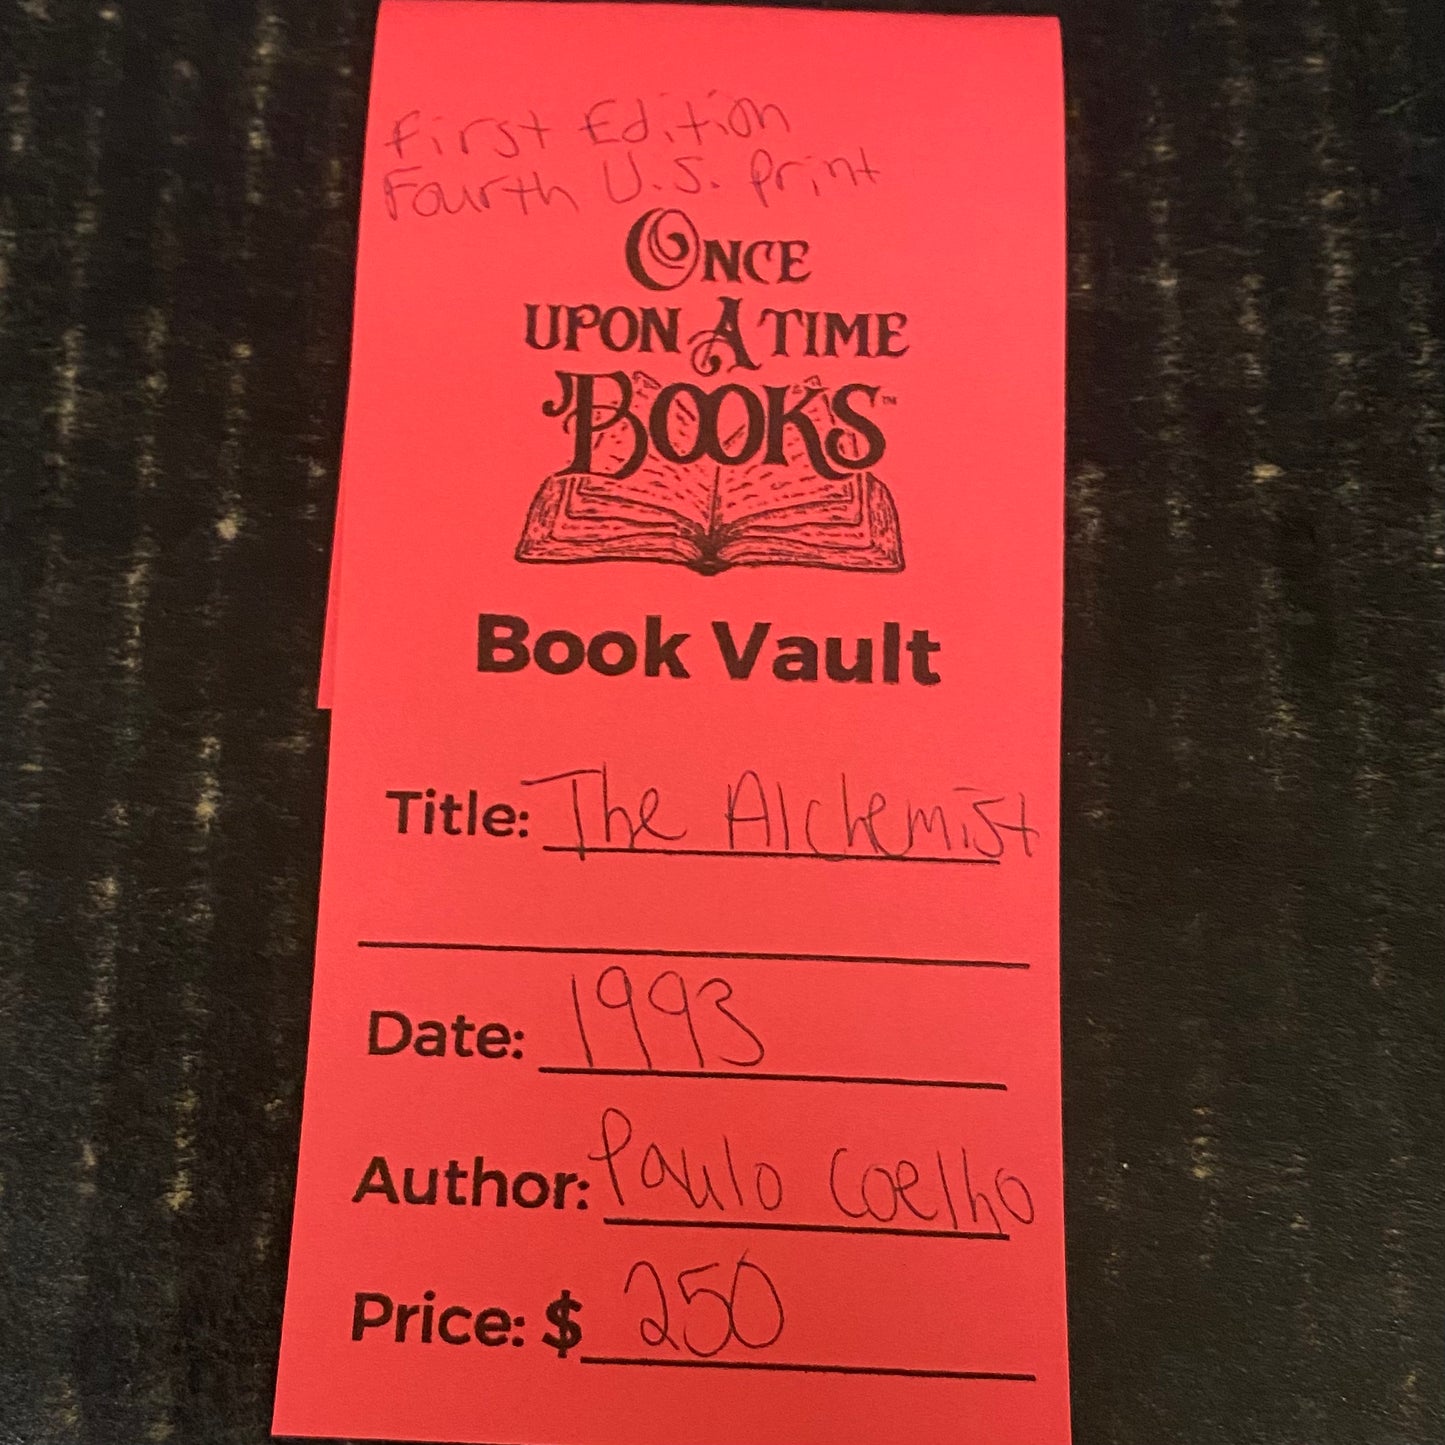 First Edition
Fourth U.S. Print
ONCE
UPON A TIME
BOOKS™
Book Vault
Title: The Alchemist
Date: 1993
Author: Paulo Coelho
Price: $ 250